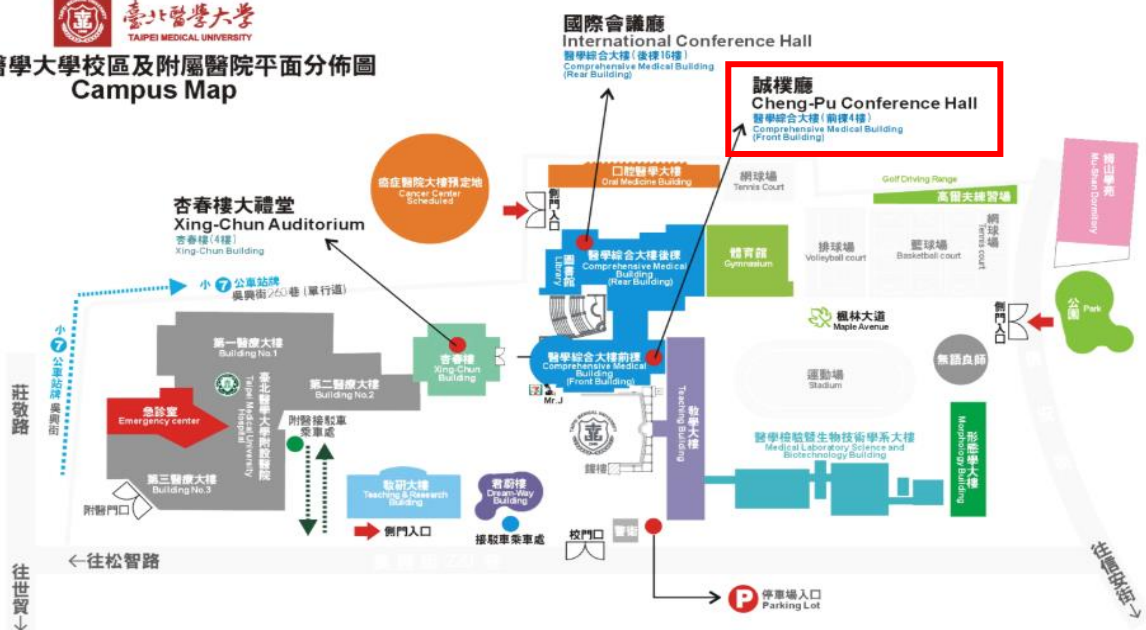 臺北醫學大學
TAIPEI MEDICAL UNIVERSITY
醫學大學校區及附屬醫院平面分佈圖
Campus Map
國際會議廳
International Conference Hall
醫學綜合大樓(後棟16樓)
Comprehensive Medical Building
(Rear Building)
誠樸廳
Cheng-Pu Conference Hall
醫學綜合大樓(前棟4樓)
Comprehensive Medical Building
(Front Building)
癌症醫院大樓預定地
Cancer Center
Scheduled
側門入口
口腔醫學大樓
Oral Medicine Building
網球場
Tennis Court
Golf Driving Range
高爾夫練習場
拇山學苑
Mu-Shan Dormitory
杏春樓大禮堂
Xing-Chun Auditorium
杏春樓(4樓)
Xing-Chun Building
圖書館
Library
醫學綜合大樓後棟
Comprehensive Medical
Building
(Rear Building)
體育館
Gymnasium
排球場
Volleyball court
籃球場
Basketball court
網球場
Tennis court
小7公車站牌
吳興街260巷(單行道)
小7公車站牌 吳興街
楓林大道
Maple Avenue
側門入口
公園
Park
第一醫療大樓
Building No.1
第二醫療大樓
Building No.2
臺北醫學大學附設醫院
Taipei Medical University
Hospital
杏春樓
Xing-Chun
Building
醫學綜合大樓前棟
Comprehensive Medical
Building
(Front Building)
7
Mr.J
教學大樓
Teaching Building
運動場
Stadium
無語良師
莊敬路
急診室
Emergency center
附醫接駁車
乘車處
TAIPEI MEDICAL UNIVERSITY
鐘樓
醫學檢驗暨生物技術學系大樓
Medical Laboratory Science and
Biotechnology Building
形態學大樓
Morphology Building
第三醫療大樓
Building No.3
附醫門口
教研大樓
Teaching & Research
Building
君蔚樓
Dream-Way
Building
側門入口
接駁車乘車處
校門口
警衛
←往松智路
往世貿→
往信安街→
P
停車場入口
Parking Lot